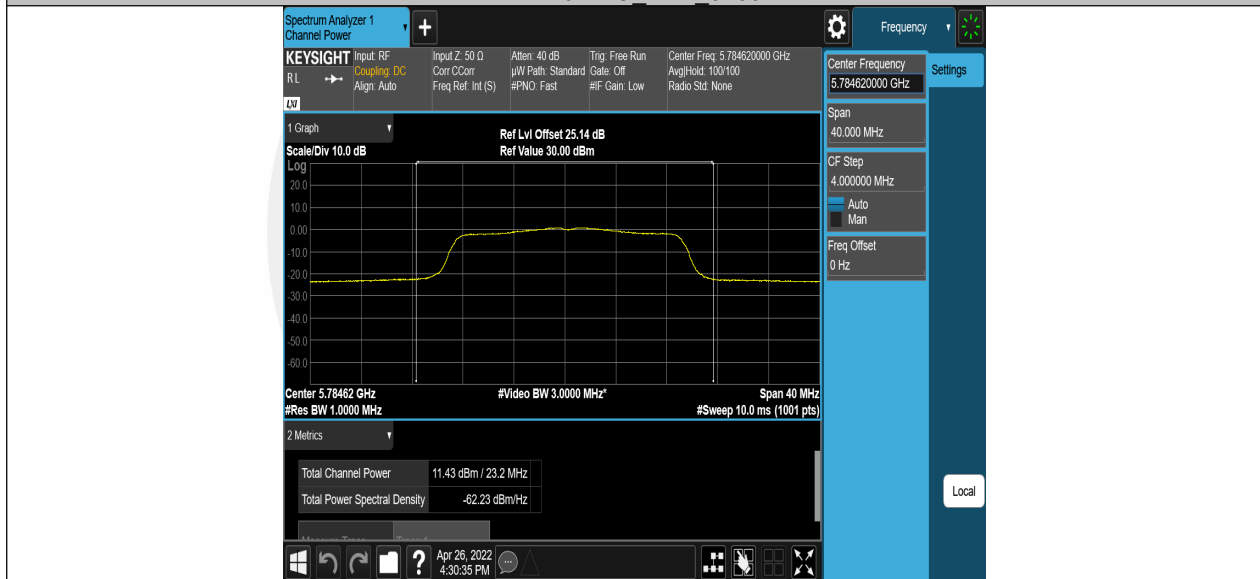 Spectrum Analyzer 1
Channel Power
+
Frequency
KEYSIGHT
RL
LXI
Input: RF
Coupling: DC
Align: Auto
Input Z: 50 Ω
Corr CCorr
Freq Ref: Int (S)
Atten: 40 dB
µW Path: Standard
#PNO: Fast
Trig: Free Run
Gate: Off
#IF Gain: Low
Center Freq: 5.784620000 GHz
Avg|Hold: 100/100
Radio Std: None
Center Frequency
5.784620000 GHz
Settings
Span
40.000 MHz
CF Step
4.000000 MHz
Auto
Man
Freq Offset
0 Hz
Local
1 Graph
Scale/Div 10.0 dB
Ref Lvl Offset 25.14 dB
Ref Value 30.00 dBm
Log
20.0
10.0
0.00
-10.0
-20.0
-30.0
-40.0
-50.0
-60.0
Center 5.78462 GHz
#Video BW 3.0000 MHz*
Span 40 MHz
#Res BW 1.0000 MHz
#Sweep 10.0 ms (1001 pts)
2 Metrics
Total Channel Power 11.43 dBm / 23.2 MHz
Total Power Spectral Density -62.23 dBm/Hz
?
Apr 26, 2022
4:30:35 PM